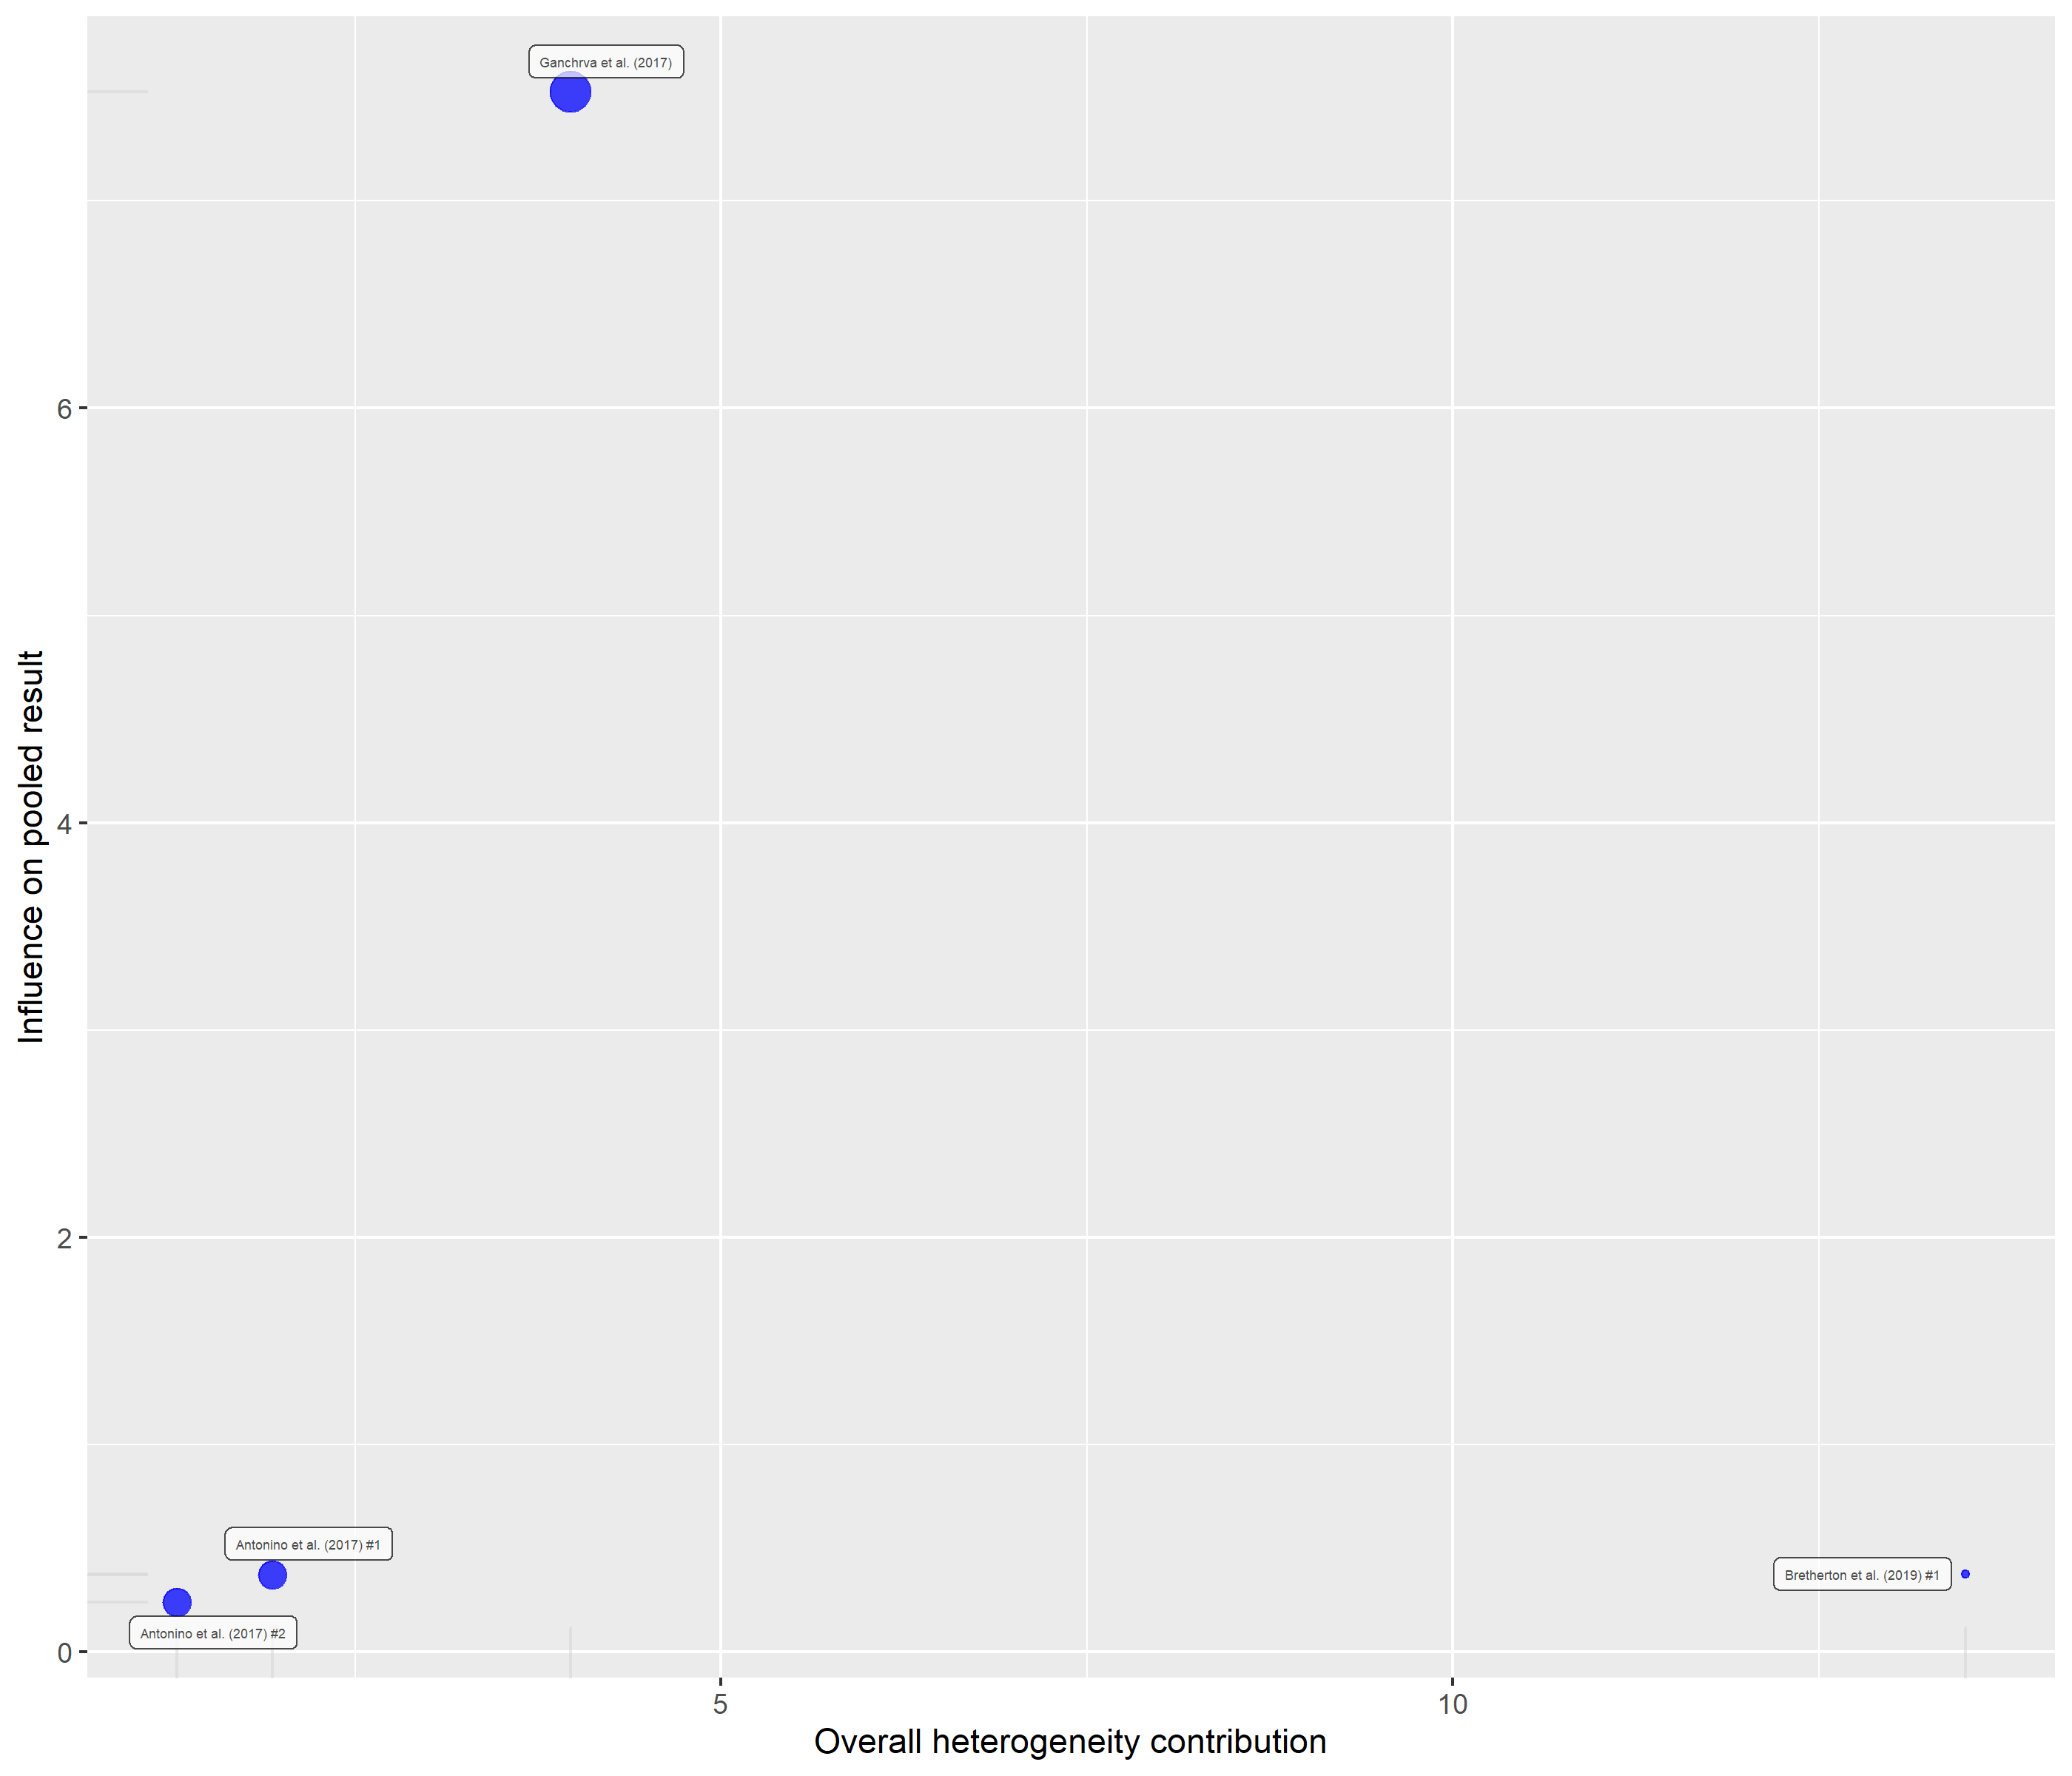 Ganchrva et al. (2017)
6
4
2
0
Influence on pooled result
Antonino et al. (2017) #1
Bretherton et al. (2019) #1
Antonino et al. (2017) #2
5
10
Overall heterogeneity contribution